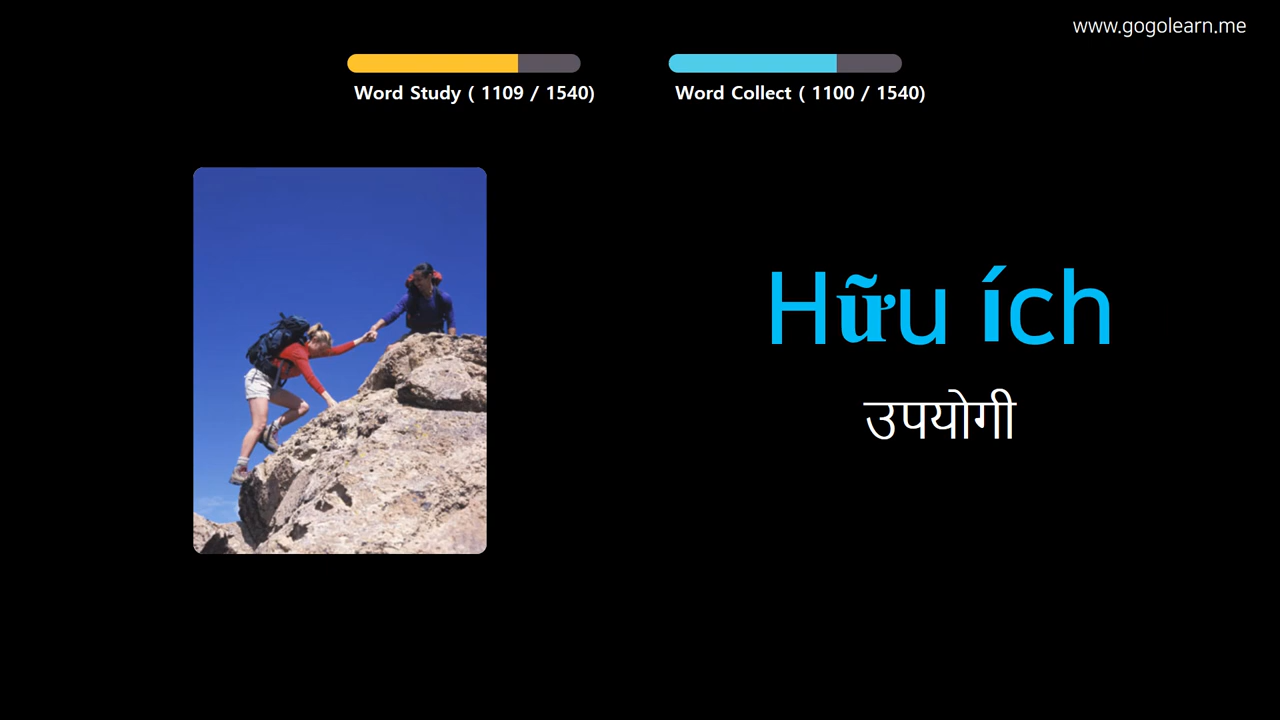 www.gogolearn.me
Word Study ( 1109 / 1540)
Word Collect ( 1100 / 1540)
Hữu ích
उपयोगी